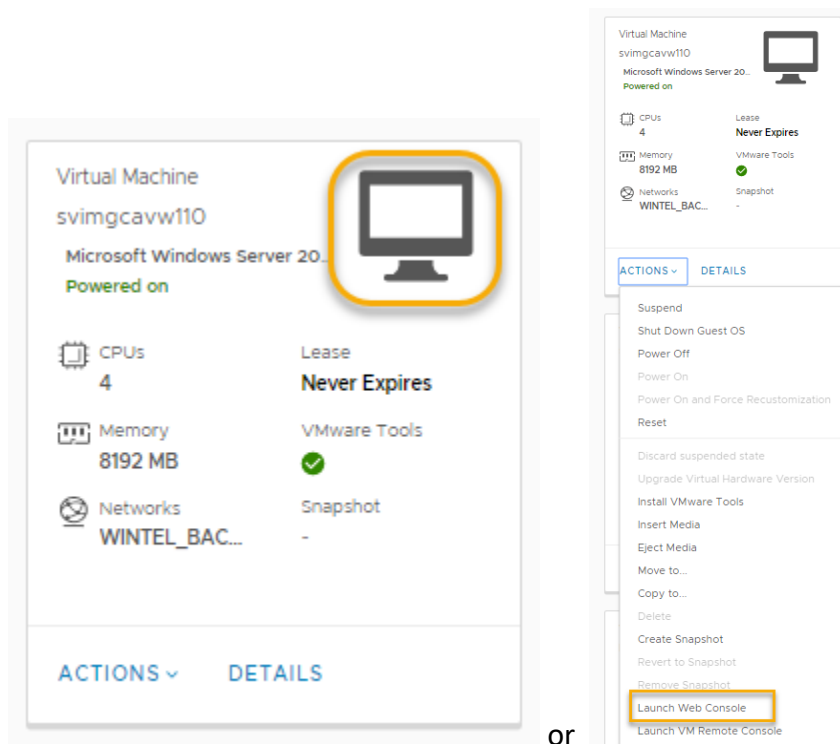 Virtual Machine
svimgcavw110
Microsoft Windows Server 20..
Powered on
CPUs
4
Lease
Never Expires
Memory
8192 MB
VMware Tools
Networks
WINTEL_BAC...
Snapshot
-
ACTIONS DETAILS
or
Virtual Machine
svimgcavw110
Microsoft Windows Server 20..
Powered on
CPUs
4
Lease
Never Expires
Memory
8192 MB
VMware Tools
Networks
WINTEL_BAC...
Snapshot
-
ACTIONS DETAILS
Suspend
Shut Down Guest OS
Power Off
Power On
Power On and Force Recustomization
Reset
Discard suspended state
Upgrade Virtual Hardware Version
Install VMware Tools
Insert Media
Eject Media
Move to...
Copy to...
Delete
Create Snapshot
Revert to Snapshot
Remove Snapshot
Launch Web Console
Launch VM Remote Console